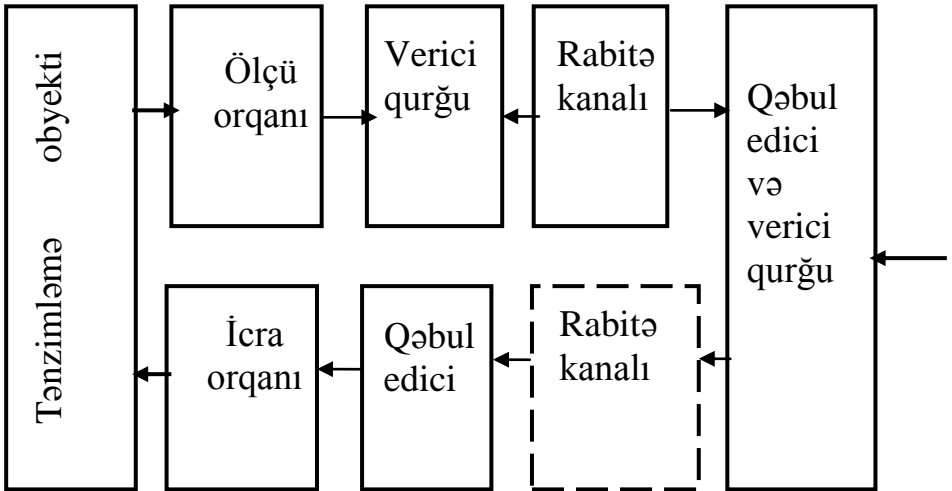 Tənzimləmə obyekti
Ölçü
orqanı
Verici
qurğu
Rabitə
kanalı
Qəbul
edici
və
verici
qurğu
İcra
orqanı
Qəbul
edici
Rabitə
kanalı